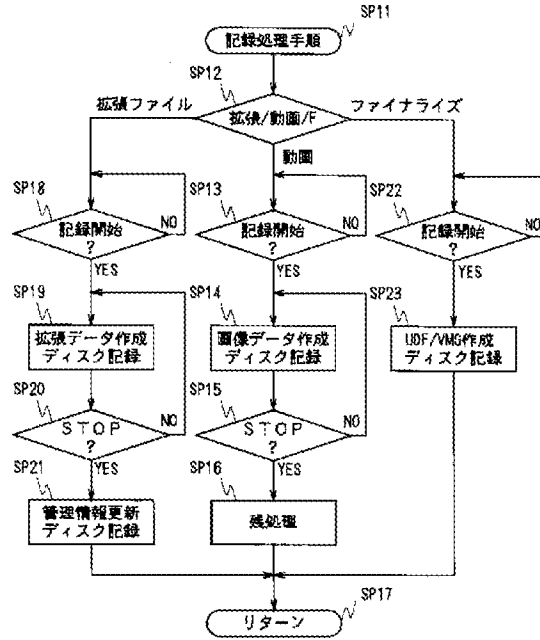 SP11
記録処理手順
SP12
拡張ファイル
拡張/動画/F
ファイナライズ
動画
SP18
記録開始
?
NO
YES
SP13
記録開始
?
NO
YES
SP22
記録開始
?
NO
YES
SP19
拡張データ作成
ディスク記録
SP14
画像データ作成
ディスク記録
SP23
UDF/VMG作成
ディスク記録
SP20
STOP
?
NO
YES
SP15
STOP
?
NO
YES
SP21
管理情報更新
ディスク記録
SP16
残処理
SP17
リターン